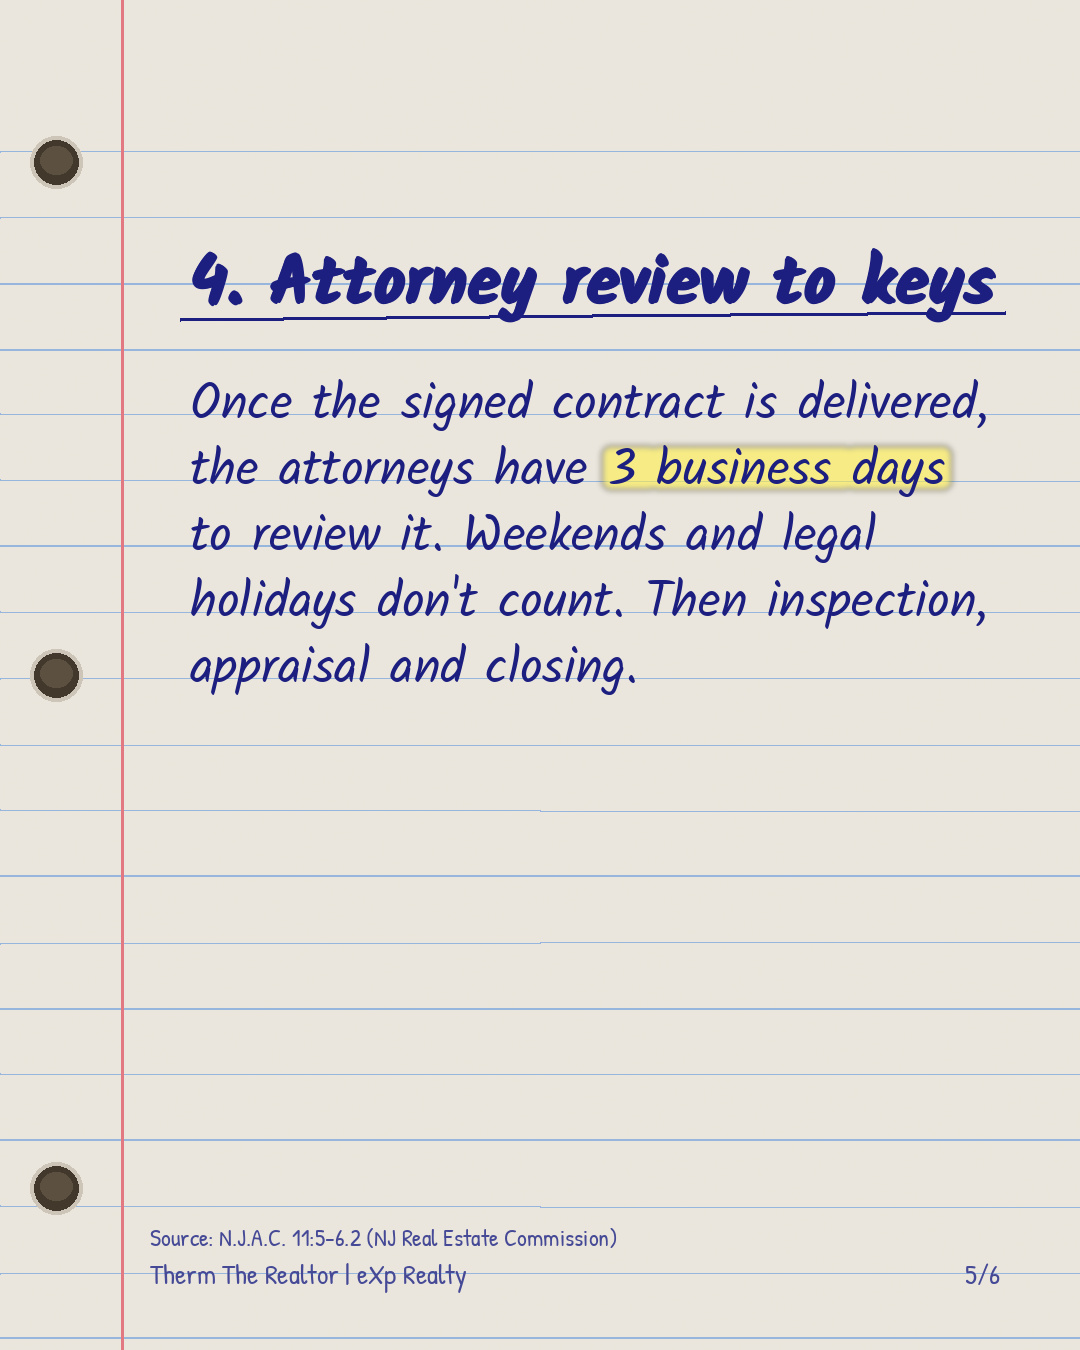 4. Attorney review to keys
Once the signed contract is delivered,
the attorneys have 3 business days
to review it. Weekends and legal
holidays don't count. Then inspection,
appraisal and closing.
Source: N.J.A.C. 11:5-6.2 (NJ Real Estate Commission)
Therm The Realtor | eXp Realty
5/6